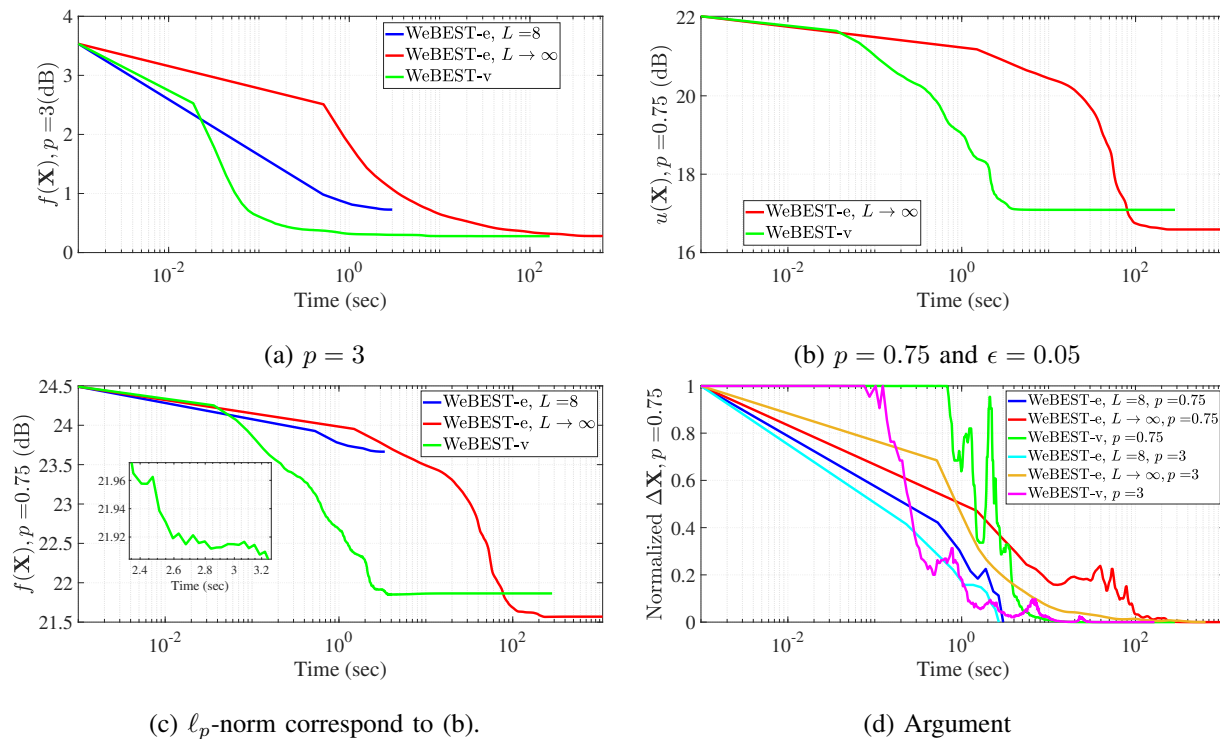 4
3
2
1
0
f(X), p =3(dB)
10^-2
10^0
10^2
Time (sec)
WeBEST-e, L =8
WeBEST-e, L → ∞
WeBEST-v
(a) p = 3
22
20
18
16
u(X), p =0.75 (dB)
10^-2
10^0
10^2
Time (sec)
WeBEST-e, L → ∞
WeBEST-v
(b) p = 0.75 and ϵ = 0.05
24.5
24
23.5
23
22.5
22
21.5
f(X), p =0.75 (dB)
10^-2
10^0
10^2
Time (sec)
WeBEST-e, L =8
WeBEST-e, L → ∞
WeBEST-v
21.96
21.94
21.92
2.4
2.6
2.8
3
3.2
Time (sec)
(c) ℓp-norm correspond to (b).
1
0.8
0.6
0.4
0.2
0
Normalized ΔX, p =0.75
10^-2
10^0
10^2
Time (sec)
WeBEST-e, L =8, p =0.75
WeBEST-e, L → ∞, p =0.75
WeBEST-v, p =0.75
WeBEST-e, L =8, p =3
WeBEST-e, L → ∞, p =3
WeBEST-v, p =3
(d) Argument